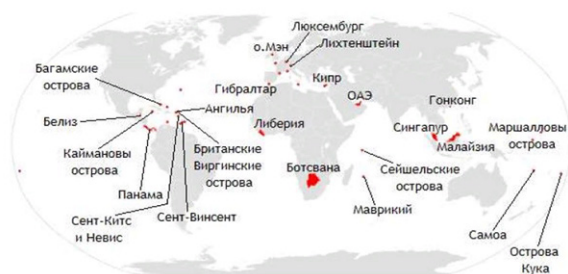 Люксембург
о.Мэн
Лихтенштейн
Багамские
острова
Гибралтар
Кипр
ОАЭ
Гонконг
Ангилья
Белиз
Либерия
Сингапур
Маршалловы
острова
Малайзия
Каймановы
острова
Британские
Виргинские
острова
Ботсвана
Сейшельские
острова
Панама
Маврикий
Сент-Китс
и Невис
Сент-Винсент
Самоа
Острова
Кука